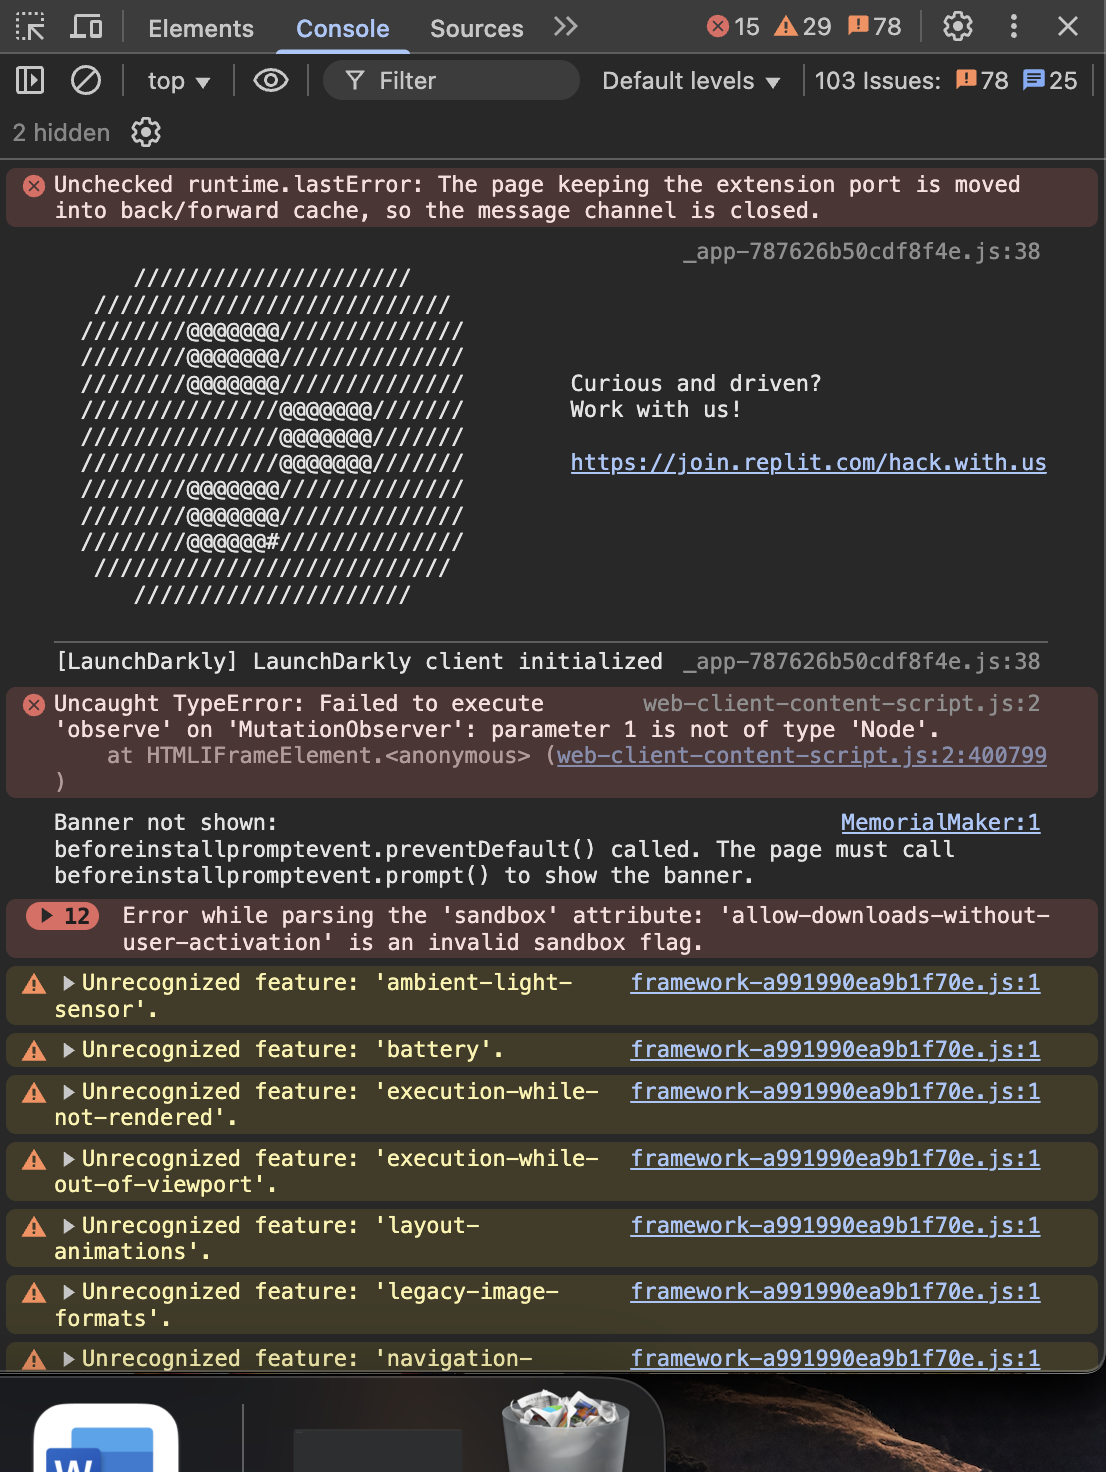 Elements Console Sources 15 29 78
top Filter Default levels 103 Issues: 78 25
2 hidden
Unchecked runtime.lastError: The page keeping the extension port is moved
into back/forward cache, so the message channel is closed.
_app-787626b50cdf8f4e.js:38
/////////////////////
///////////////////////////
////////@@@@@@@//////////////
////////@@@@@@@//////////////
////////@@@@@@@//////////////
Curious and driven?
///////////////@@@@@@@///////
Work with us!
///////////////@@@@@@@///////
///////////////@@@@@@@///////
https://join.replit.com/hack.with.us
////////@@@@@@@//////////////
////////@@@@@@@//////////////
////////@@@@@@#//////////////
///////////////////////////
/////////////////////
[LaunchDarkly] LaunchDarkly client initialized _app-787626b50cdf8f4e.js:38
Uncaught TypeError: Failed to execute web-client-content-script.js:2
'observe' on 'MutationObserver': parameter 1 is not of type 'Node'.
at HTMLIFrameElement.<anonymous> (web-client-content-script.js:2:400799
)
Banner not shown: MemorialMaker:1
beforeinstallpromptevent.preventDefault() called. The page must call
beforeinstallpromptevent.prompt() to show the banner.
12 Error while parsing the 'sandbox' attribute: 'allow-downloads-without-
user-activation' is an invalid sandbox flag.
Unrecognized feature: 'ambient-light- framework-a991990ea9b1f70e.js:1
sensor'.
Unrecognized feature: 'battery'. framework-a991990ea9b1f70e.js:1
Unrecognized feature: 'execution-while- framework-a991990ea9b1f70e.js:1
not-rendered'.
Unrecognized feature: 'execution-while- framework-a991990ea9b1f70e.js:1
out-of-viewport'.
Unrecognized feature: 'layout- framework-a991990ea9b1f70e.js:1
animations'.
Unrecognized feature: 'legacy-image- framework-a991990ea9b1f70e.js:1
formats'.
Unrecognized feature: 'navigation- framework-a991990ea9b1f70e.js:1
W